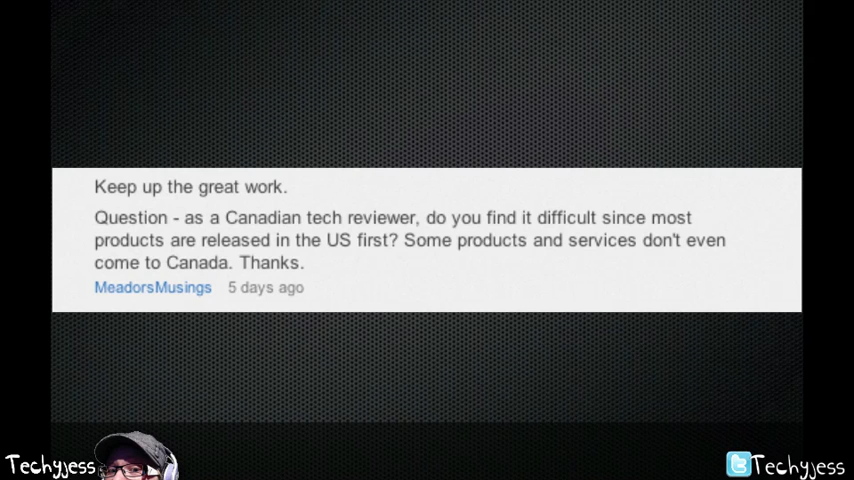 Keep up the great work.
Question - as a Canadian tech reviewer, do you find it difficult since most
products are released in the US first? Some products and services don't even
come to Canada. Thanks.
MeadorsMusings 5 days ago
Techyjess
Techyjess